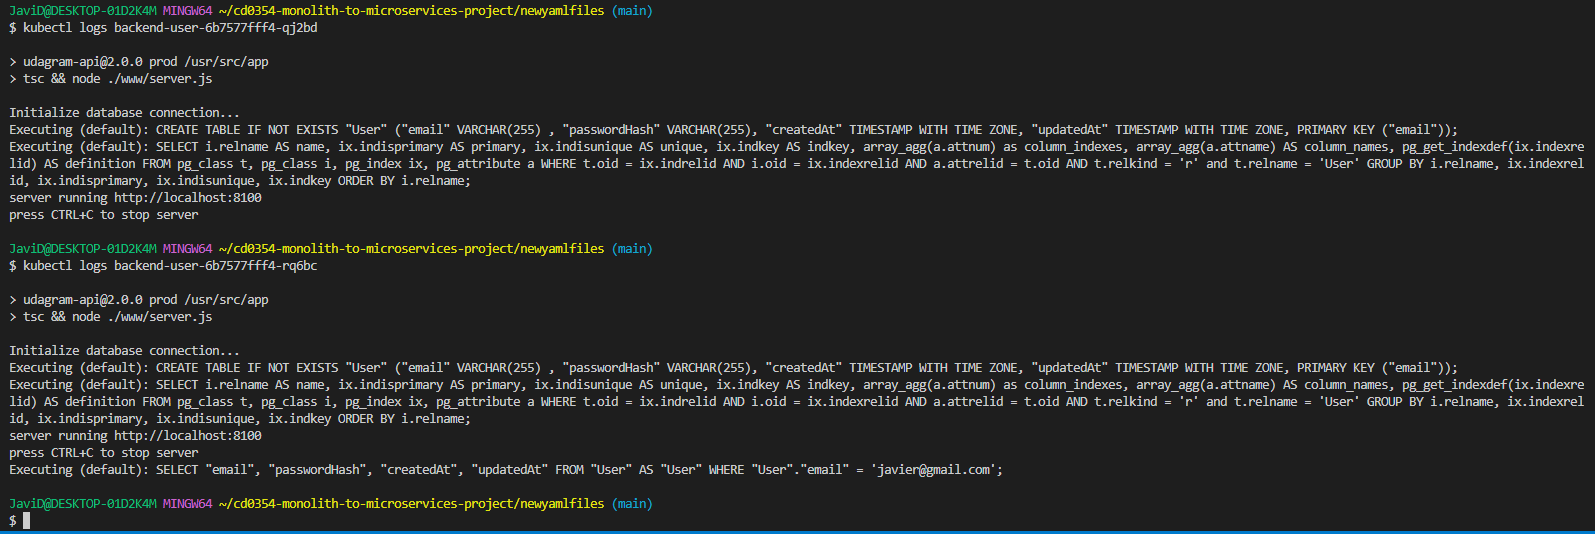 JaviD@DESKTOP-01D2K4M MINGW64 ~/cd0354-monolith-to-microservices-project/newyamlfiles (main)
$ kubectl logs backend-user-6b7577fff4-qj2bd

> udagram-api@2.0.0 prod /usr/src/app
> tsc && node ./www/server.js

Initialize database connection...
Executing (default): CREATE TABLE IF NOT EXISTS "User" ("email" VARCHAR(255) , "passwordHash" VARCHAR(255), "createdAt" TIMESTAMP WITH TIME ZONE, "updatedAt" TIMESTAMP WITH TIME ZONE, PRIMARY KEY ("email"));
Executing (default): SELECT i.relname AS name, ix.indisprimary AS primary, ix.indisunique AS unique, ix.indkey AS indkey, array_agg(a.attnum) as column_indexes, array_agg(a.attname) AS column_names, pg_get_indexdef(ix.indexre
lid) AS definition FROM pg_class t, pg_class i, pg_index ix, pg_attribute a WHERE t.oid = ix.indrelid AND i.oid = ix.indexrelid AND a.attrelid = t.oid AND t.relkind = 'r' and t.relname = 'User' GROUP BY i.relname, ix.indexrel
id, ix.indisprimary, ix.indisunique, ix.indkey ORDER BY i.relname;
server running http://localhost:8100
press CTRL+C to stop server

JaviD@DESKTOP-01D2K4M MINGW64 ~/cd0354-monolith-to-microservices-project/newyamlfiles (main)
$ kubectl logs backend-user-6b7577fff4-rq6bc

> udagram-api@2.0.0 prod /usr/src/app
> tsc && node ./www/server.js

Initialize database connection...
Executing (default): CREATE TABLE IF NOT EXISTS "User" ("email" VARCHAR(255) , "passwordHash" VARCHAR(255), "createdAt" TIMESTAMP WITH TIME ZONE, "updatedAt" TIMESTAMP WITH TIME ZONE, PRIMARY KEY ("email"));
Executing (default): SELECT i.relname AS name, ix.indisprimary AS primary, ix.indisunique AS unique, ix.indkey AS indkey, array_agg(a.attnum) as column_indexes, array_agg(a.attname) AS column_names, pg_get_indexdef(ix.indexre
lid) AS definition FROM pg_class t, pg_class i, pg_index ix, pg_attribute a WHERE t.oid = ix.indrelid AND i.oid = ix.indexrelid AND a.attrelid = t.oid AND t.relkind = 'r' and t.relname = 'User' GROUP BY i.relname, ix.indexrel
id, ix.indisprimary, ix.indisunique, ix.indkey ORDER BY i.relname;
server running http://localhost:8100
press CTRL+C to stop server
Executing (default): SELECT "email", "passwordHash", "createdAt", "updatedAt" FROM "User" AS "User" WHERE "User"."email" = 'javier@gmail.com';

JaviD@DESKTOP-01D2K4M MINGW64 ~/cd0354-monolith-to-microservices-project/newyamlfiles (main)
$